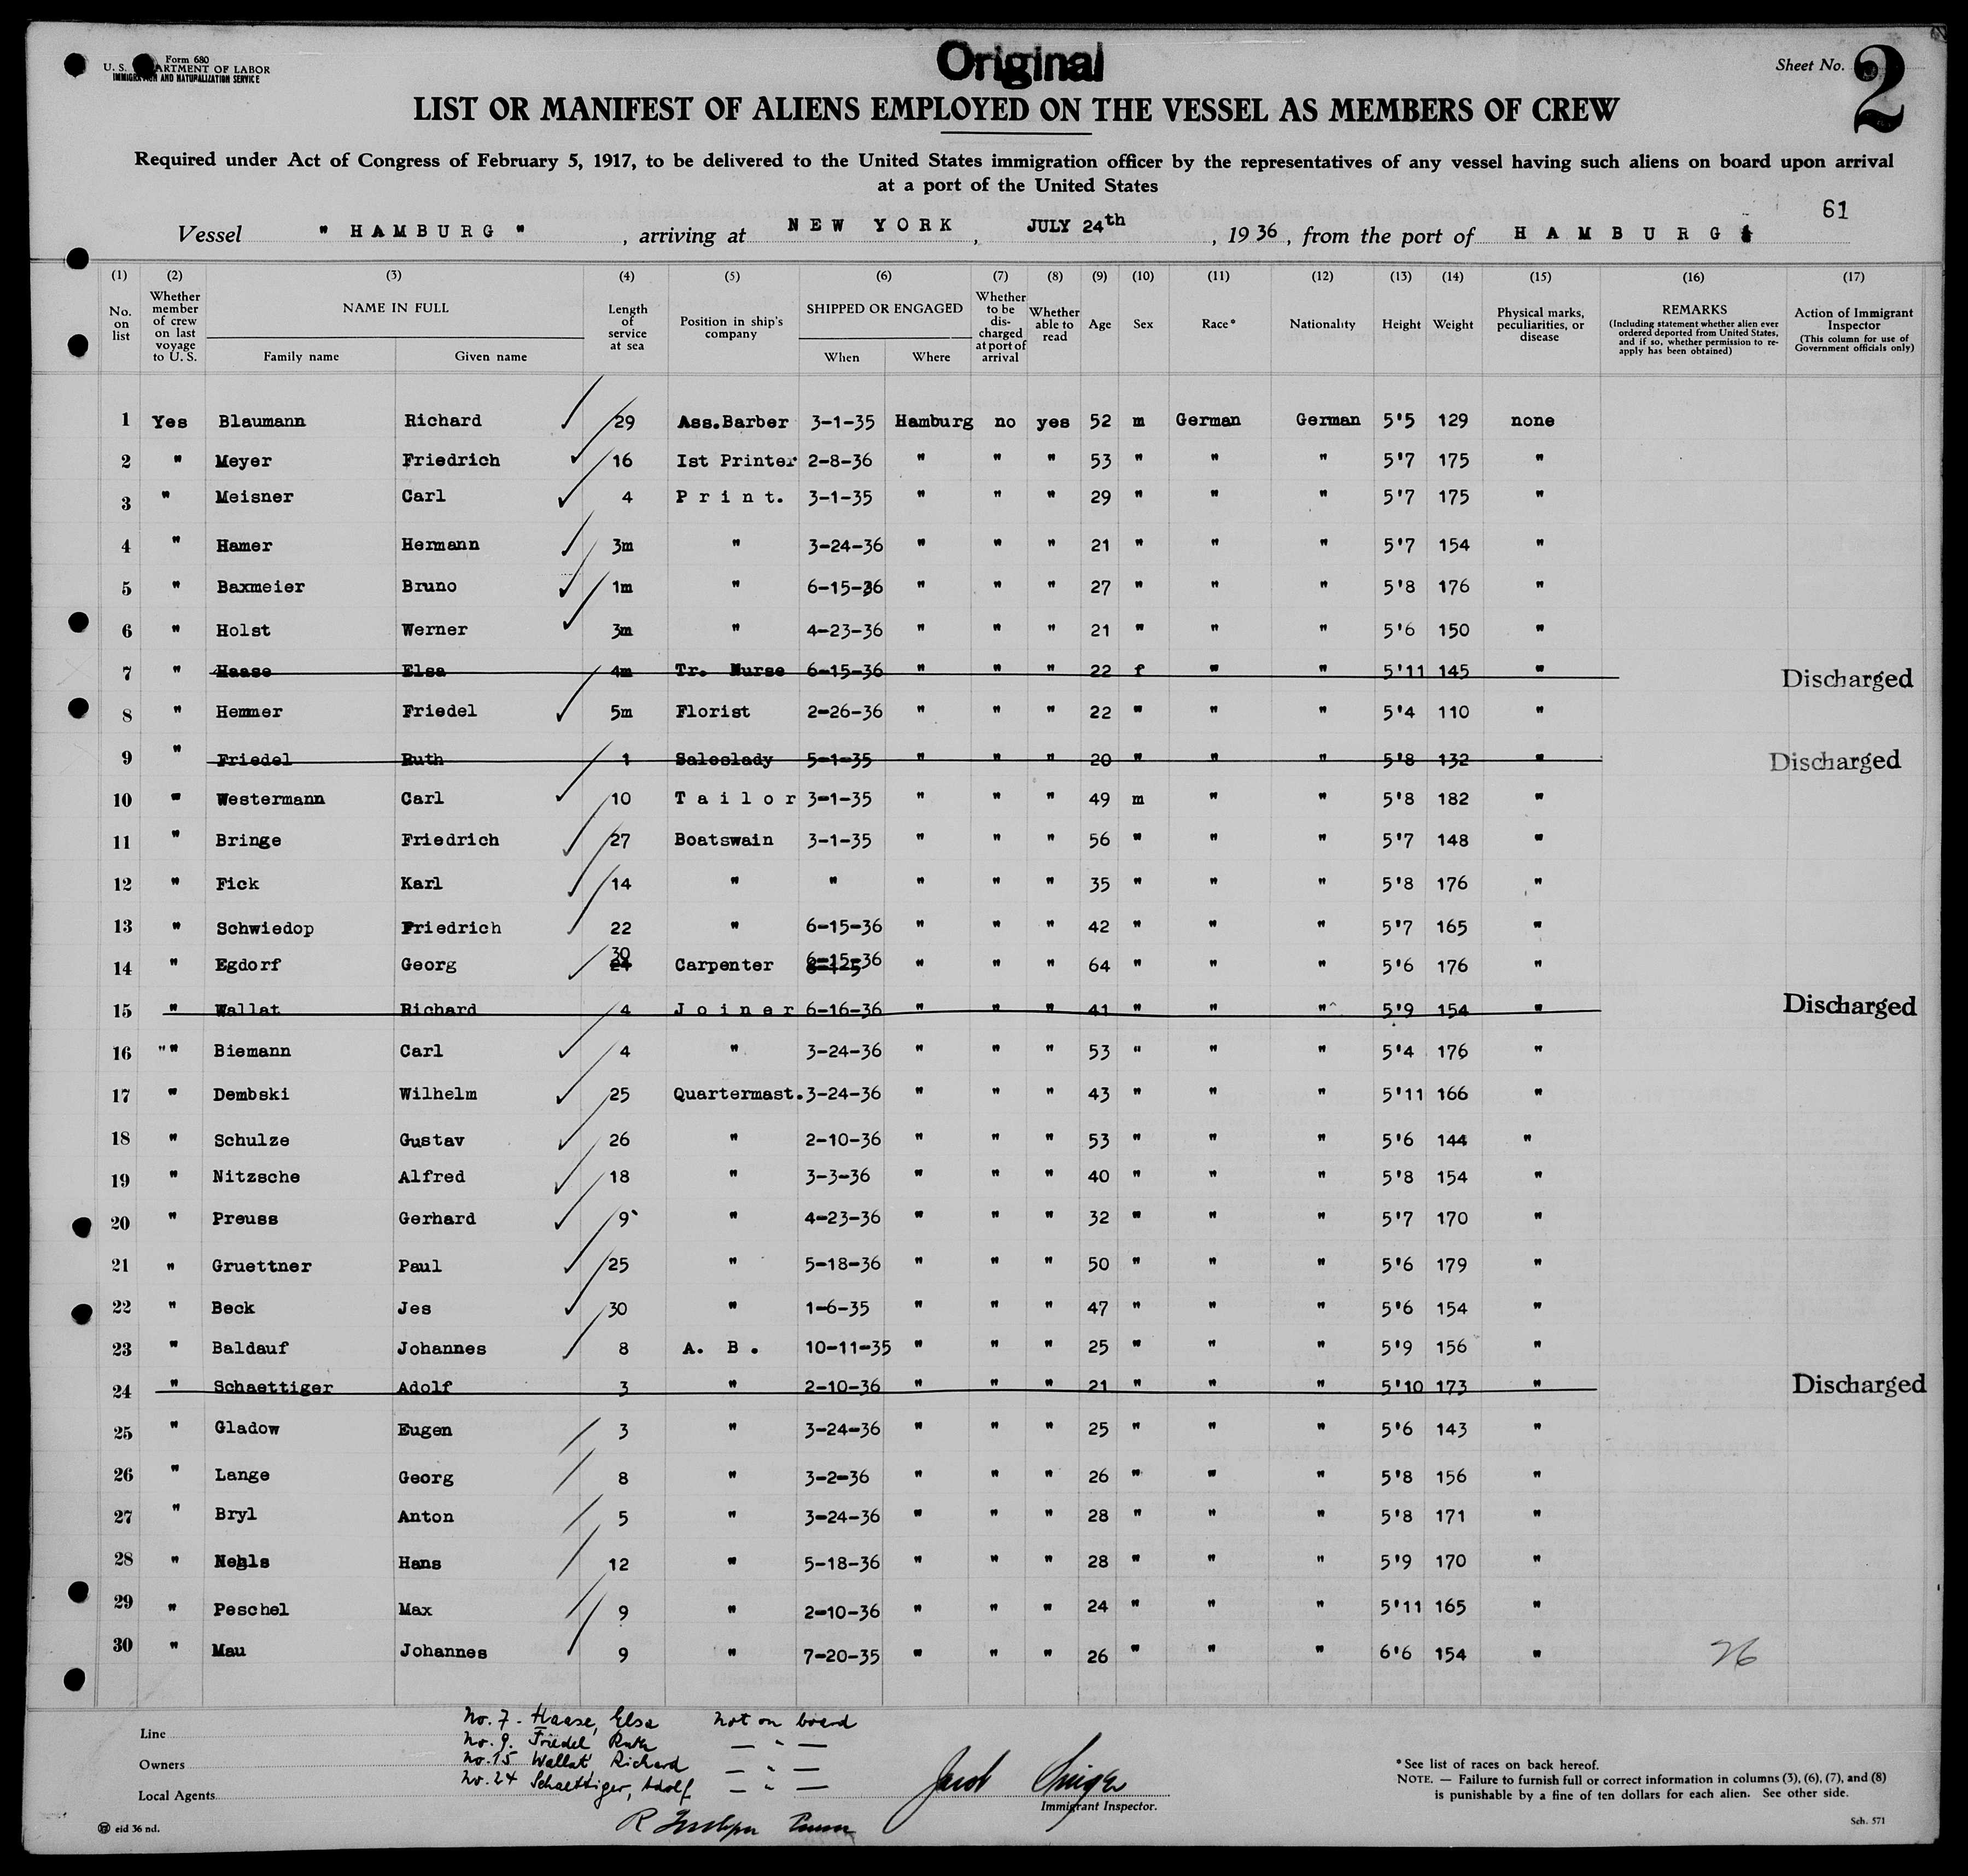 Form 680
U. S. DEPARTMENT OF LABOR
IMMIGRATION AND NATURALIZATION SERVICE
Original
Sheet No. 2
LIST OR MANIFEST OF ALIENS EMPLOYED ON THE VESSEL AS MEMBERS OF CREW
Required under Act of Congress of February 5, 1917, to be delivered to the United States immigration officer by the representatives of any vessel having such aliens on board upon arrival
at a port of the United States
61
Vessel " HAMBURG " , arriving at NEW YORK , JULY 24th , 1936 , from the port of HAMBURG
(1) (2) (3) (4) (5) (6) (7) (8) (9) (10) (11) (12) (13) (14) (15) (16) (17)
No. on list
Whether member of crew on last voyage to U. S.
NAME IN FULL
Family name Given name
Length of service at sea
Position in ship's company
SHIPPED OR ENGAGED
When Where
Whether to be discharged at port of arrival
Whether able to read
Age
Sex
Race*
Nationality
Height
Weight
Physical marks, peculiarities, or disease
REMARKS
(Including statement whether alien ever ordered deported from United States, and if so, whether permission to re-apply has been obtained)
Action of Immigrant Inspector
(This column for use of Government officials only)
1 Yes Blaumann Richard 29 Ass.Barber 3-1-35 Hamburg no yes 52 m German German 5'5 129 none
2 " Meyer Friedrich 16 Ist Printer 2-8-36 " " " 53 " " " 5'7 175 "
3 " Meisner Carl 4 Print. 3-1-35 " " " 29 " " " 5'7 175 "
4 " Hamer Hermann 3m " 3-24-36 " " " 21 " " " 5'7 154 "
5 " Baxmeier Bruno 1m " 6-15-36 " " " 27 " " " 5'8 176 "
6 " Holst Werner 3m " 4-23-36 " " " 21 " " " 5'6 150 "
7 " Haase Elsa 4m Tr. Nurse 6-15-36 " " " 22 f " " 5'11 145 " Discharged
8 " Hemmer Friedel 5m Florist 2-26-36 " " " 22 " " " 5'4 110 "
9 " Friedel Ruth 1 Saleslady 5-1-35 " " " 20 " " " 5'8 132 " Discharged
10 " Westermann Carl 10 Tailor 3-1-35 " " " 49 m " " 5'8 182 "
11 " Bringe Friedrich 27 Boatswain 3-1-35 " " " 56 " " " 5'7 148 "
12 " Fick Karl 14 " " " " " 35 " " " 5'8 176 "
13 " Schwiedop Friedrich 22 " 6-15-36 " " " 42 " " " 5'7 165 "
14 " Egdorf Georg 30 Carpenter 6-15-36 " " " 64 " " " 5'6 176 "
15 " Wallat Richard 4 Joiner 6-16-36 " " " 41 " " " 5'9 154 " Discharged
16 " " Biemann Carl 4 " 3-24-36 " " " 53 " " " 5'4 176 "
17 " Dembski Wilhelm 25 Quartermast. 3-24-36 " " " 43 " " " 5'11 166 "
18 " Schulze Gustav 26 " 2-10-36 " " " 53 " " " 5'6 144 "
19 " Nitzsche Alfred 18 " 3-3-36 " " " 40 " " " 5'8 154 "
20 " Preuss Gerhard 9 " 4-23-36 " " " 32 " " " 5'7 170 "
21 " Gruettner Paul 25 " 5-18-36 " " " 50 " " " 5'6 179 "
22 " Beck Jes 30 " 1-6-35 " " " 47 " " " 5'6 154 "
23 " Baldauf Johannes 8 A. B. 10-11-35 " " " 25 " " " 5'9 156 "
24 " Schaettiger Adolf 3 " 2-10-36 " " " 21 " " " 5'10 173 " Discharged
25 " Gladow Eugen 3 " 3-24-36 " " " 25 " " " 5'6 143 "
26 " Lange Georg 8 " 3-2-36 " " " 26 " " " 5'8 156 "
27 " Bryl Anton 5 " 3-24-36 " " " 28 " " " 5'8 171 "
28 " Nehls Hans 12 " 5-18-36 " " " 28 " " " 5'9 170 "
29 " Peschel Max 9 " 2-10-36 " " " 24 " " " 5'11 165 "
30 " Mau Johannes 9 " 7-20-35 " " " 26 " " " 6'6 154 "
26
Line
Owners
Local Agents
No. 7 - Haase, Elsa not on board
No. 9. Friedel Ruth — " —
No. 15 Wallat Richard — " —
No. 24 Schaettiger, Adolf — " —
Jacob
Immigrant Inspector.
* See list of races on back hereof.
NOTE. — Failure to furnish full or correct information in columns (3), (6), (7), and (8)
is punishable by a fine of ten dollars for each alien. See other side.
eid 36 nd.
Sch. 571